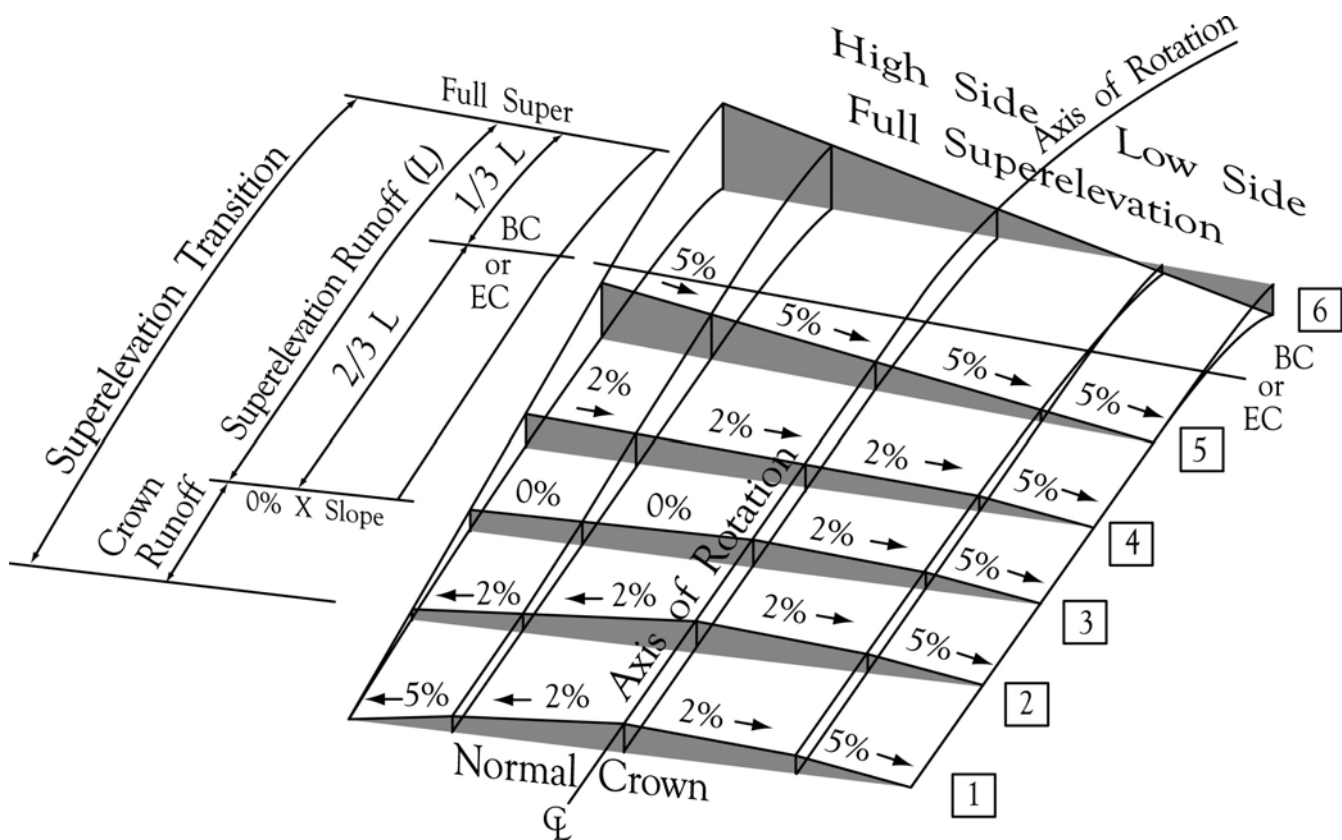 High Side
Axis of Rotation
Low Side
Full Superelevation
Full Super
Superelevation Transition
Superelevation Runoff (L)
1/3 L
BC
or
EC
2/3 L
Crown
Runoff
0% X Slope
5%
5%
5%
5%
6
BC
or
EC
5
2%
2%
2%
5%
4
0%
0%
2%
5%
3
2%
2%
2%
5%
2
Axis of Rotation
5%
2%
2%
5%
1
Normal Crown
℄